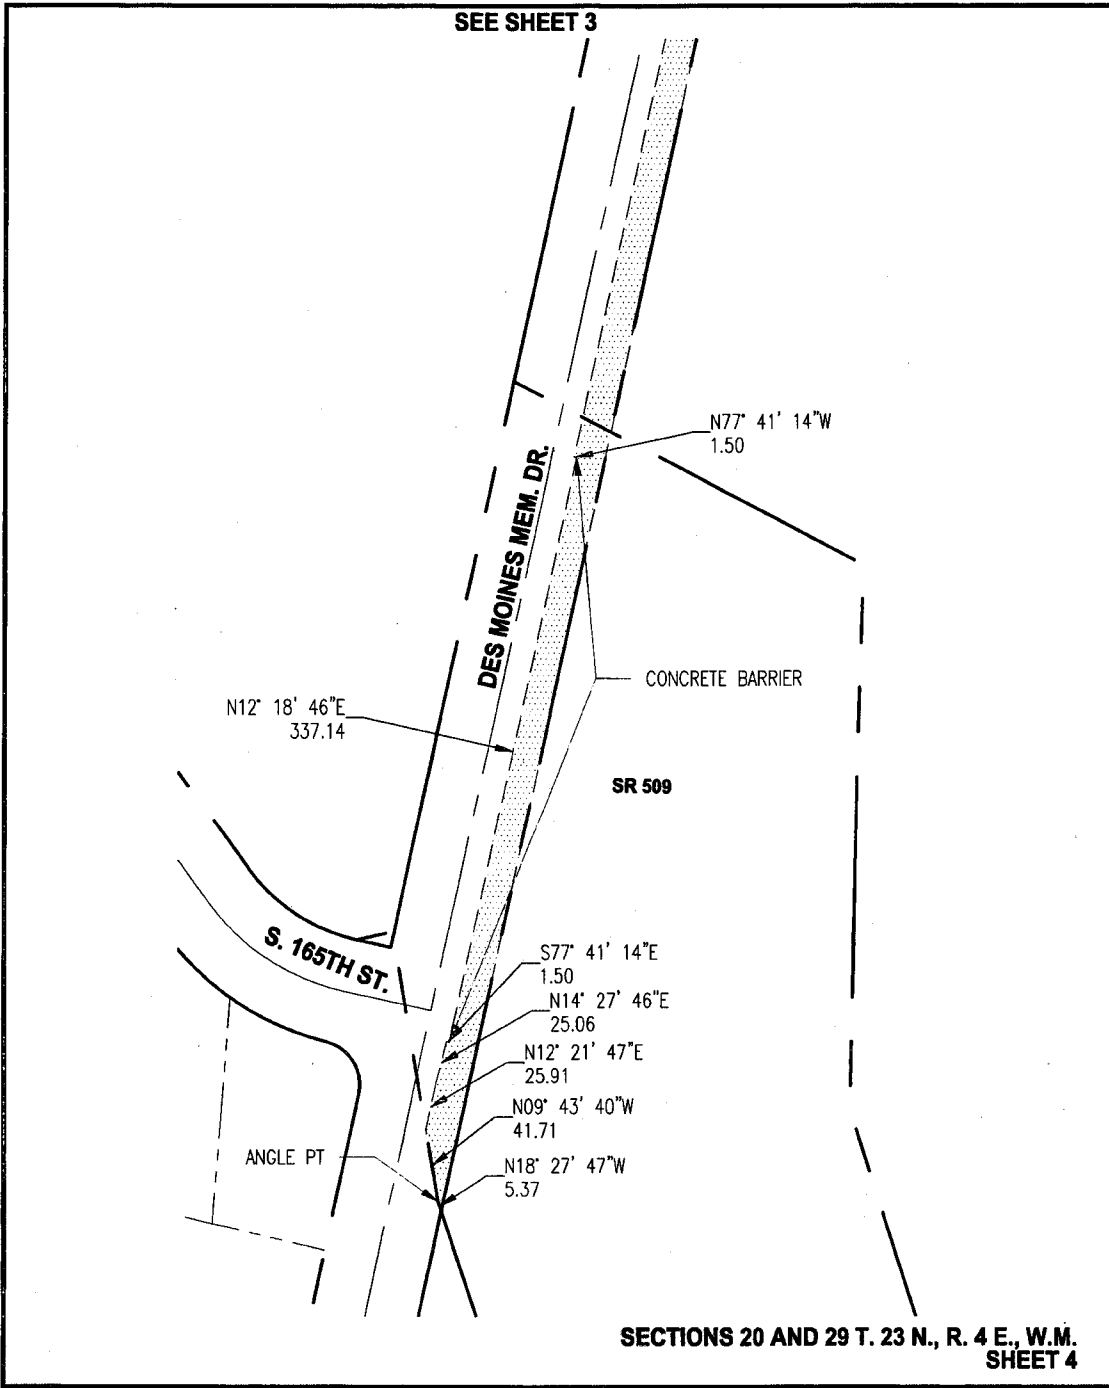 SEE SHEET 3
N77° 41' 14"W
1.50
DES MOINES MEM. DR.
CONCRETE BARRIER
N12° 18' 46"E
337.14
SR 509
S. 165TH ST.
S77° 41' 14"E
1.50
N14° 27' 46"E
25.06
N12° 21' 47"E
25.91
N09° 43' 40"W
41.71
ANGLE PT
N18° 27' 47"W
5.37
SECTIONS 20 AND 29 T. 23 N., R. 4 E., W.M.
SHEET 4